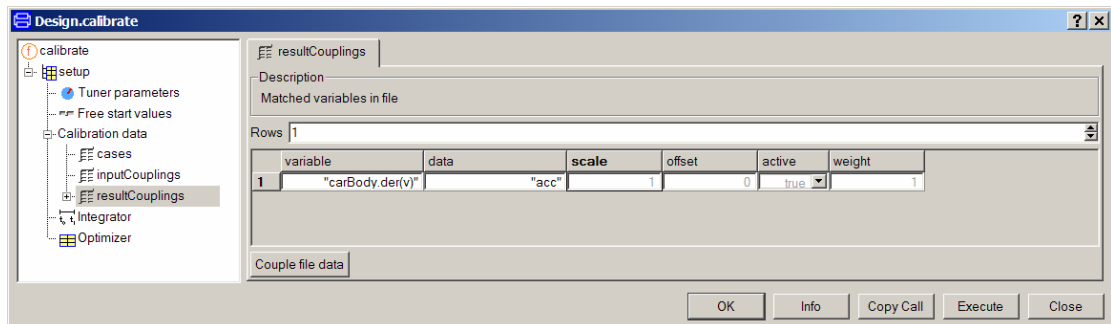 Design.calibrate
calibrate
setup
Tuner parameters
Free start values
Calibration data
cases
inputCouplings
resultCouplings
Integrator
Optimizer
resultCouplings
Description
Matched variables in file
Rows 1
variable data scale offset active weight
1 "carBody.der(v)" "acc" 1 0 true 1
Couple file data
OK Info Copy Call Execute Close